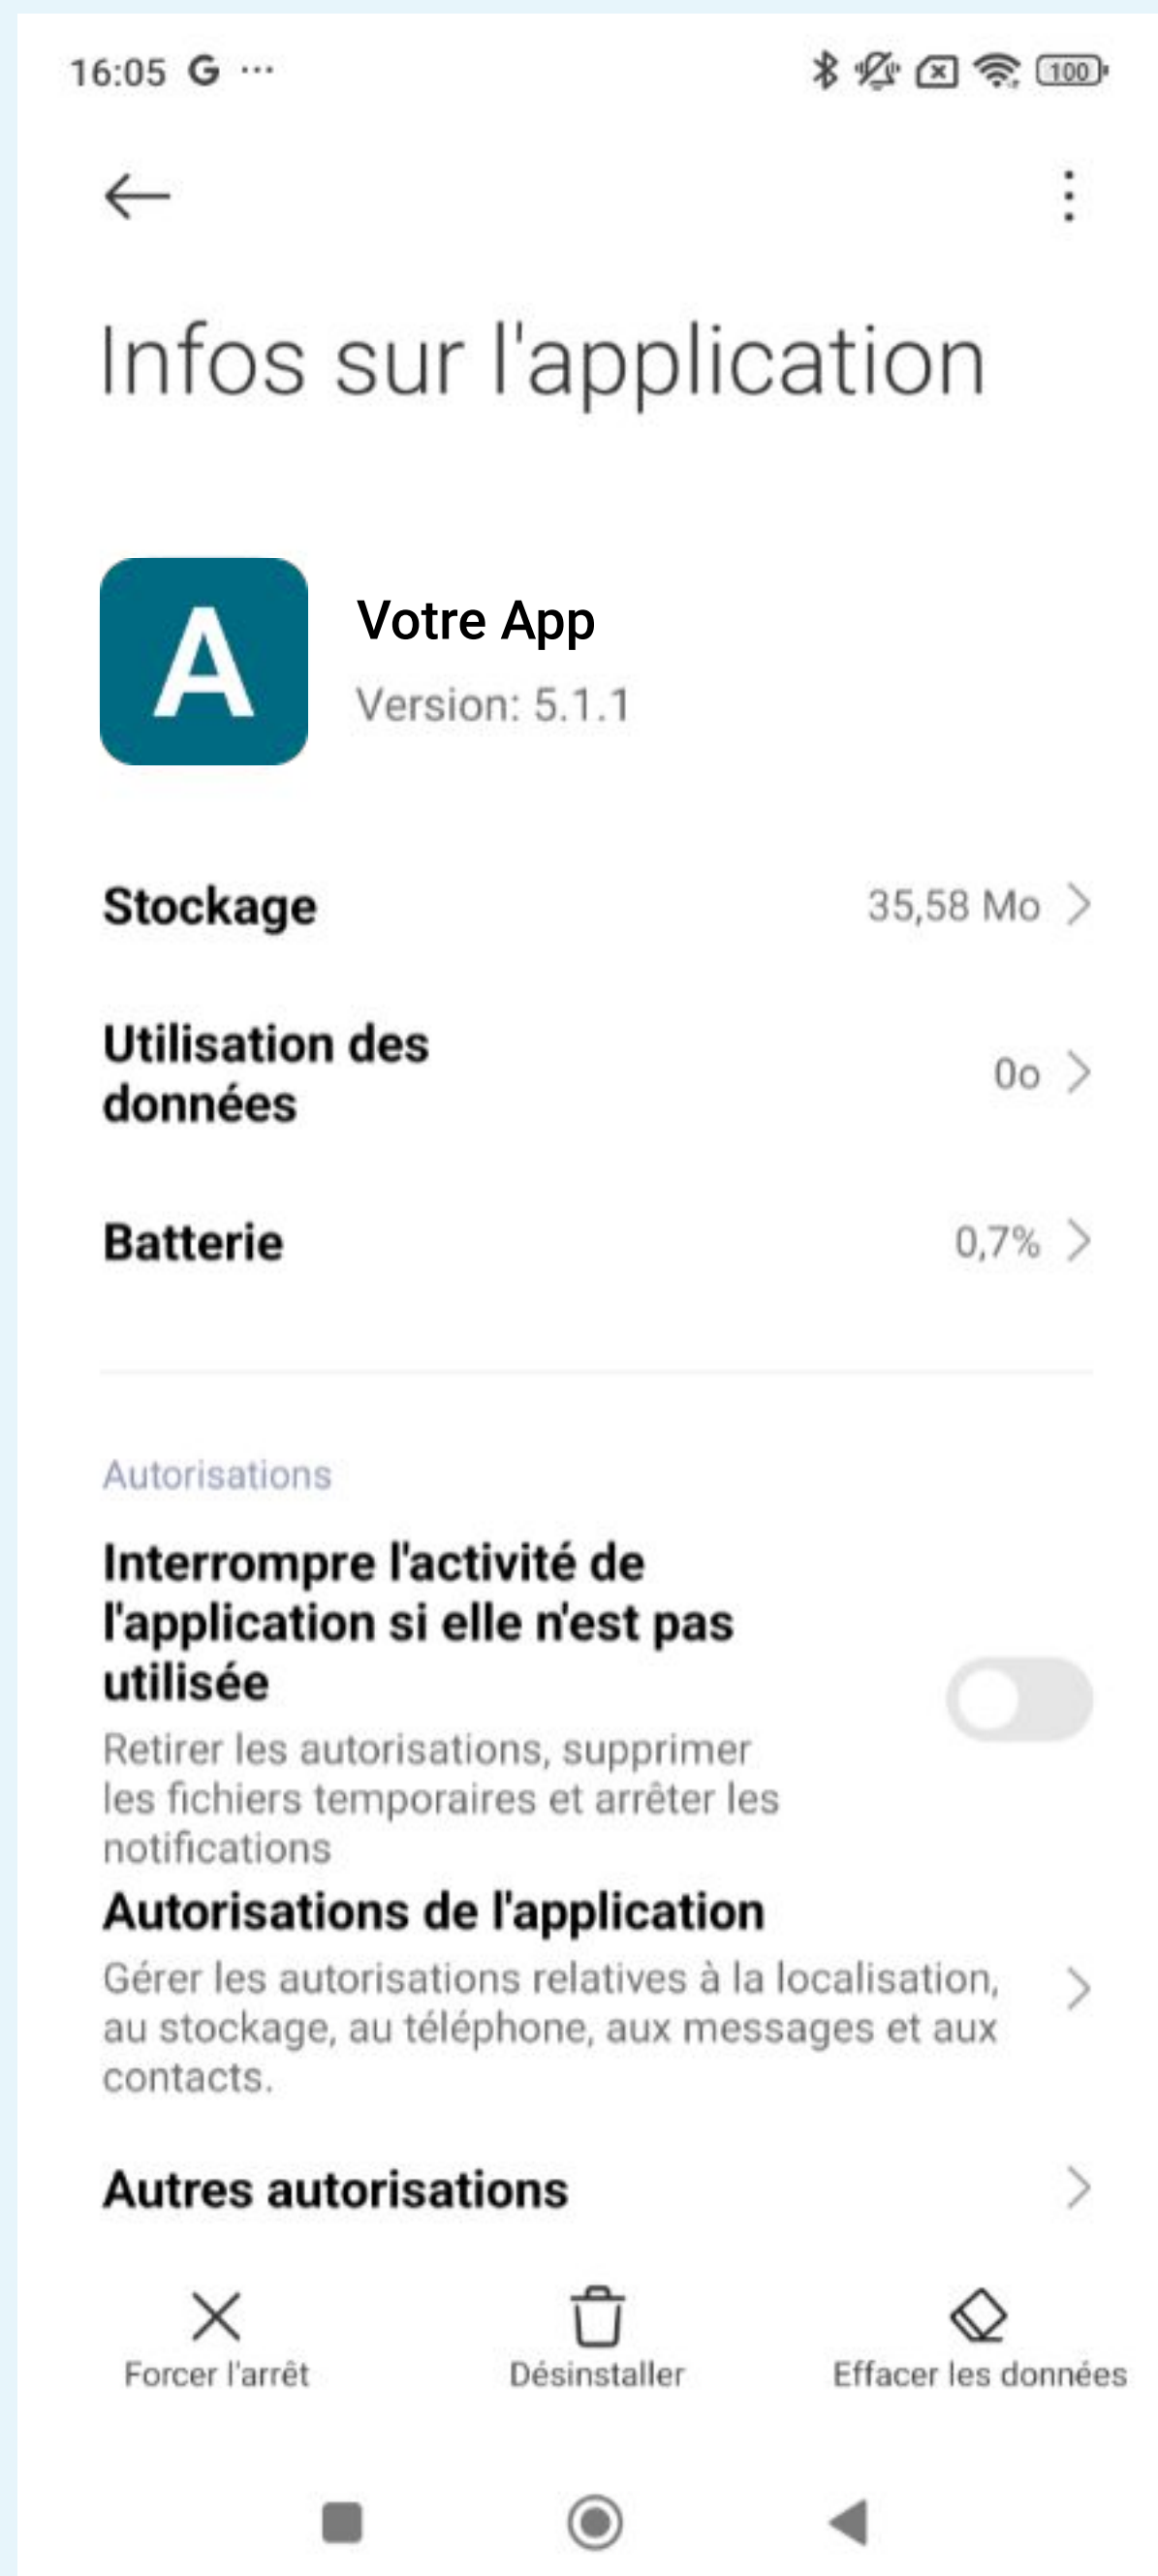 16:05 G ...
100
Infos sur l'application
A
Votre App
Version: 5.1.1
Stockage
35,58 Mo
Utilisation des
données
0o
Batterie
0,7%
Autorisations
Interrompre l'activité de
l'application si elle n'est pas
utilisée
Retirer les autorisations, supprimer
les fichiers temporaires et arrêter les
notifications
Autorisations de l'application
Gérer les autorisations relatives à la localisation,
au stockage, au téléphone, aux messages et aux
contacts.
Autres autorisations
Forcer l'arrêt
Désinstaller
Effacer les données